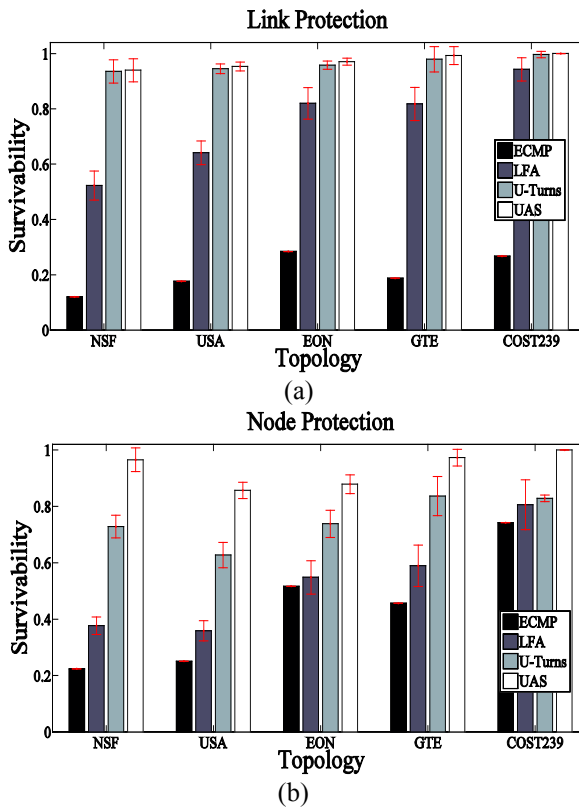 Link Protection
1
0.8
0.6
0.4
0.2
0
Survivability
ECMP
LFA
U-Turns
UAS
NSF USA EON GTE COST239
Topology
(a)
Node Protection
1
0.8
0.6
0.4
0.2
0
Survivability
ECMP
LFA
U-Turns
UAS
NSF USA EON GTE COST239
Topology
(b)